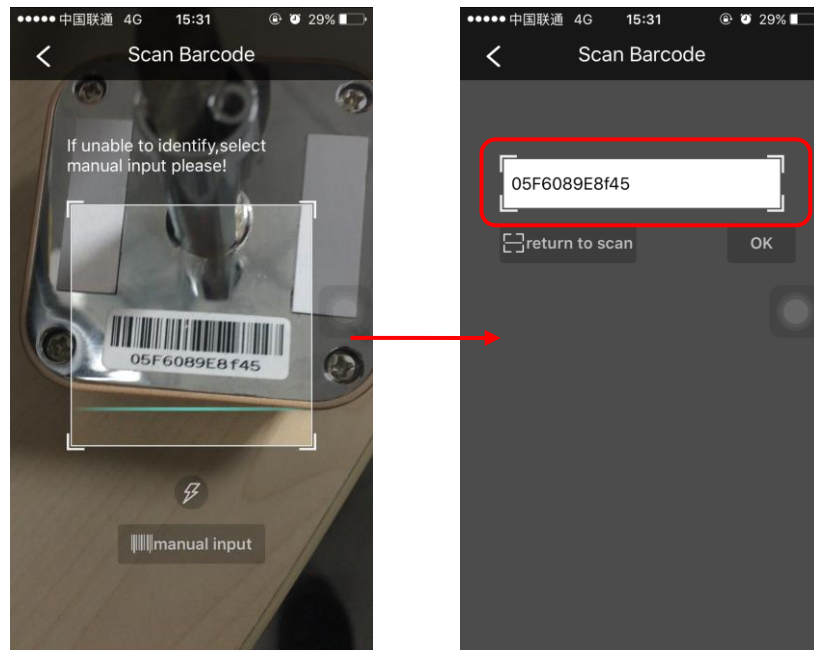 中国联通 4G 15:31 29%
Scan Barcode
If unable to identify,select
manual input please!
05F6089E8f45
manual input
中国联通 4G 15:31 29%
Scan Barcode
05F6089E8f45
return to scan OK